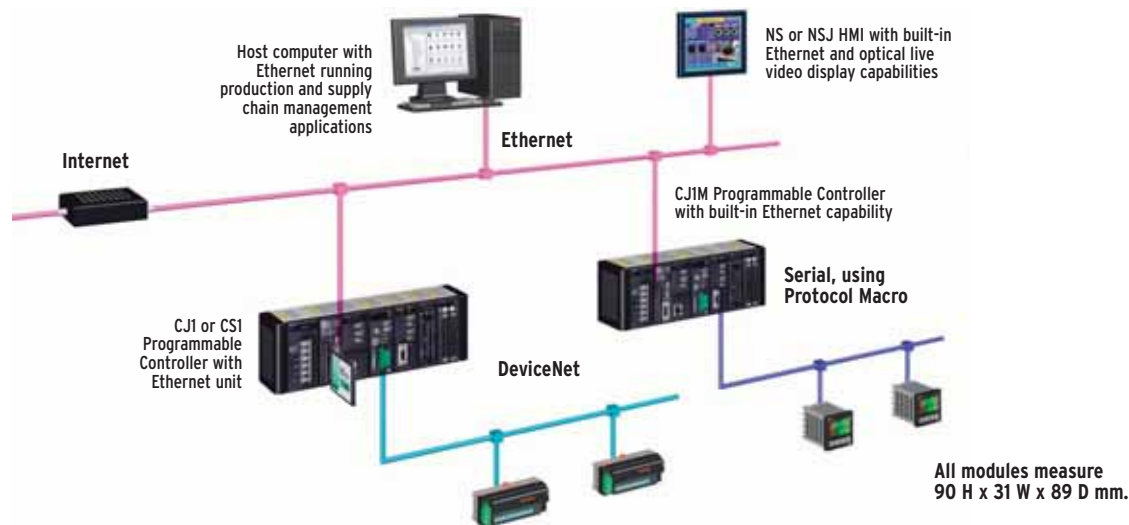 Host computer with
Ethernet running
production and supply
chain management
applications
NS or NSJ HMI with built-in
Ethernet and optical live
video display capabilities
Internet
Ethernet
CJ1M Programmable Controller
with built-in Ethernet capability
Serial, using
Protocol Macro
CJ1 or CS1
Programmable
Controller with
Ethernet unit
DeviceNet
All modules measure
90 H x 31 W x 89 D mm.